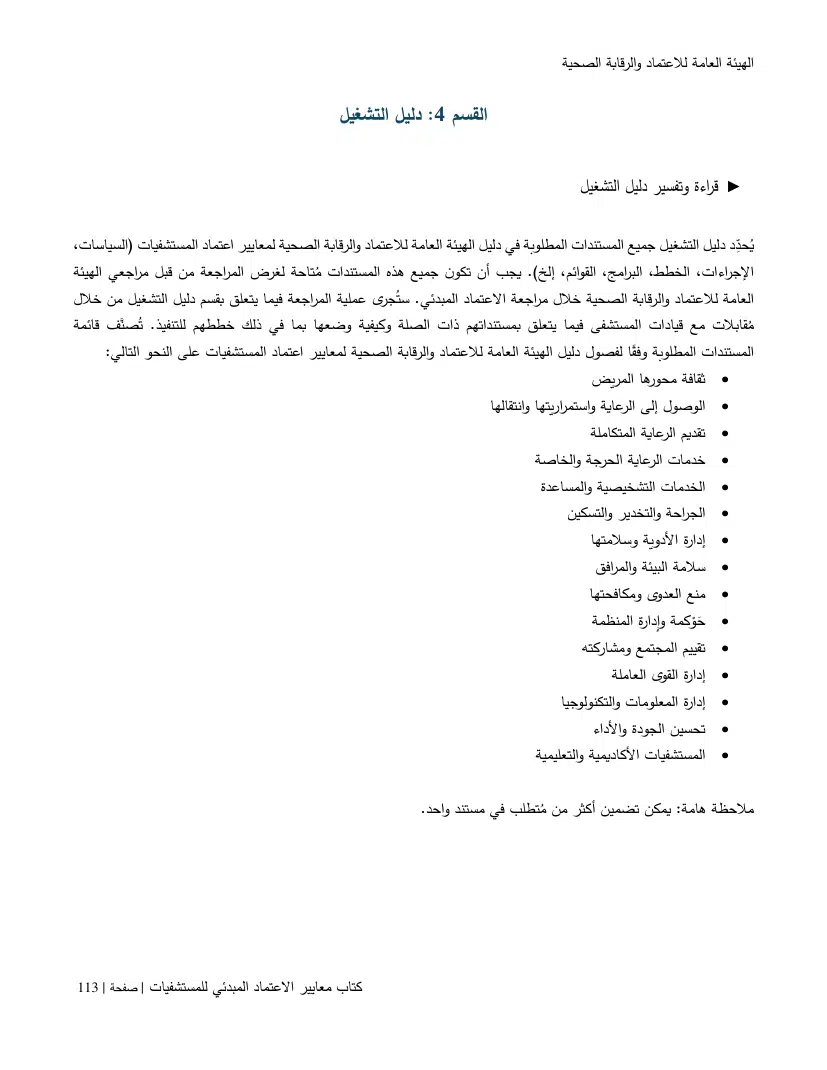 الهيئة العامة للاعتماد والرقابة الصحية
القسم 4: دليل التشغيل
► قراءة وتفسير دليل التشغيل
يُحدِّد دليل التشغيل جميع المستندات المطلوبة في دليل الهيئة العامة للاعتماد والرقابة الصحية لمعايير اعتماد المستشفيات (السياسات،
الإجراءات، الخطط، البرامج، القوائم، إلخ). يجب أن تكون جميع هذه المستندات مُتاحة لغرض المراجعة من قبل مراجعي الهيئة
العامة للاعتماد والرقابة الصحية خلال مراجعة الاعتماد المبدئي. ستُجرى عملية المراجعة فيما يتعلق بقسم دليل التشغيل من خلال
مُقابلات مع قيادات المستشفى فيما يتعلق بمستنداتهم ذات الصلة وكيفية وضعها بما في ذلك خططهم للتنفيذ. تُصنَّف قائمة
المستندات المطلوبة وفقًا لفصول دليل الهيئة العامة للاعتماد والرقابة الصحية لمعايير اعتماد المستشفيات على النحو التالي:
• ثقافة محورها المريض
• الوصول إلى الرعاية واستمراريتها وانتقالها
• تقديم الرعاية المتكاملة
• خدمات الرعاية الحرجة والخاصة
• الخدمات التشخيصية والمساعدة
• الجراحة والتخدير والتسكين
• إدارة الأدوية وسلامتها
• سلامة البيئة والمرافق
• منع العدوى ومكافحتها
• حَوْكمة وإدارة المنظمة
• تقييم المجتمع ومشاركته
• إدارة القوى العاملة
• إدارة المعلومات والتكنولوجيا
• تحسين الجودة والأداء
• المستشفيات الأكاديمية والتعليمية
ملاحظة هامة: يمكن تضمين أكثر من مُتطلب في مستند واحد.
كتاب معايير الاعتماد المبدئي للمستشفيات | صفحة | 113